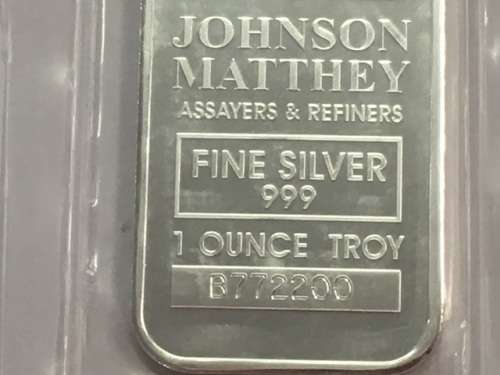 JOHNSON
MATTHEY
ASSAYERS & REFINERS
FINE SILVER
999
1 OUNCE TROY
B772200